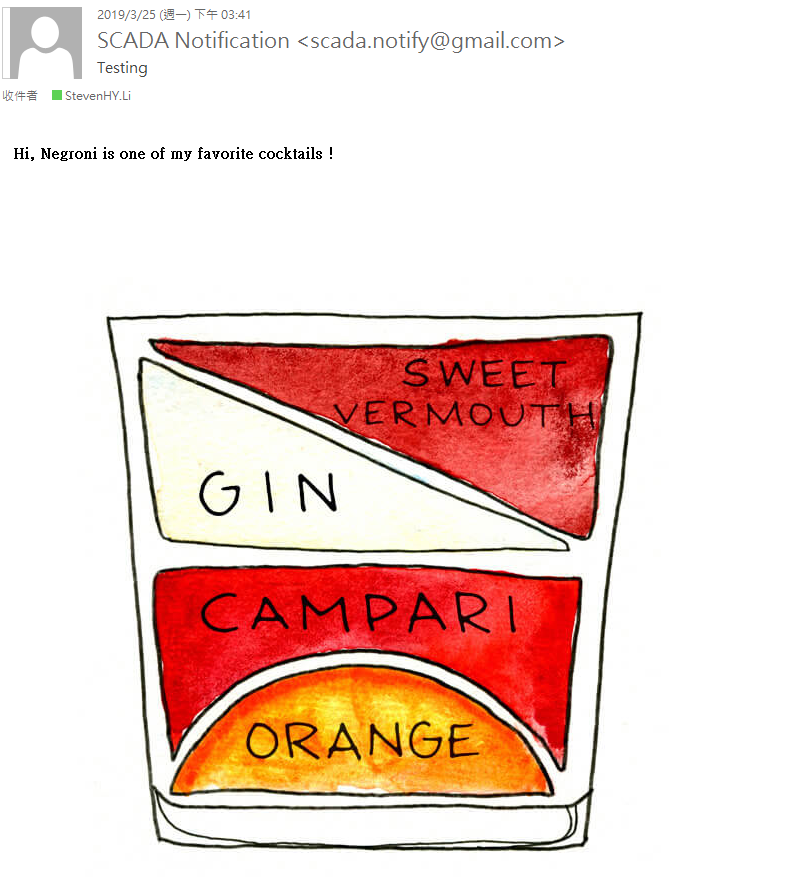 2019/3/25 (週一) 下午 03:41
SCADA Notification <scada.notify@gmail.com>
Testing
收件者 StevenHY.Li
Hi, Negroni is one of my favorite cocktails !
SWEET
VERMOUTH
GIN
CAMPARI
ORANGE